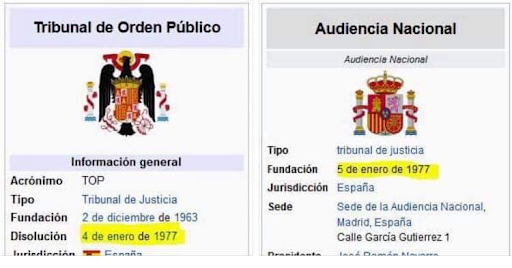 Tribunal de Orden Público
Información general
Acrónimo TOP
Tipo Tribunal de Justicia
Fundación 2 de diciembre de 1963
Disolución 4 de enero de 1977
Jurisdicción España
Audiencia Nacional
Audiencia Nacional
Tipo tribunal de justicia
Fundación 5 de enero de 1977
Jurisdicción España
Sede Sede de la Audiencia Nacional,
Madrid, España
Calle García Gutierrez 1
Presidente José Ramón Navarro